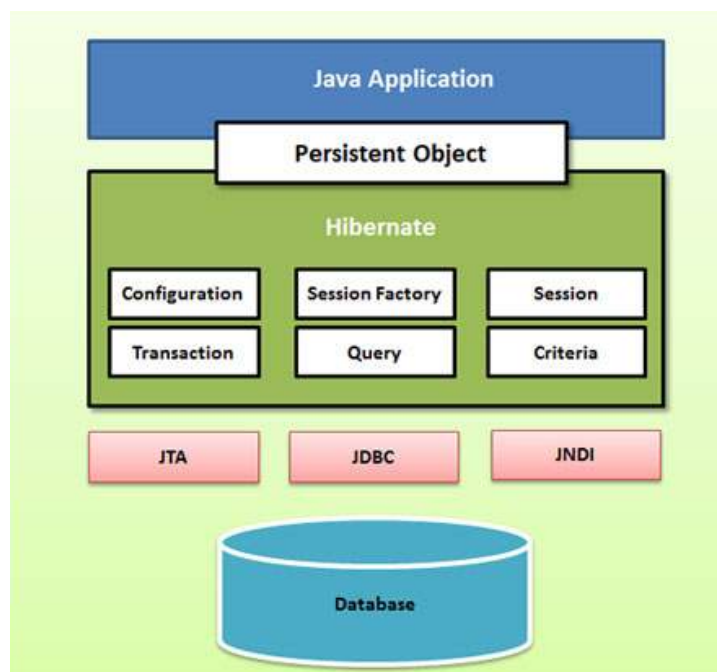 Java Application
Persistent Object
Hibernate
Configuration
Session Factory
Session
Transaction
Query
Criteria
JTA
JDBC
JNDI
Database